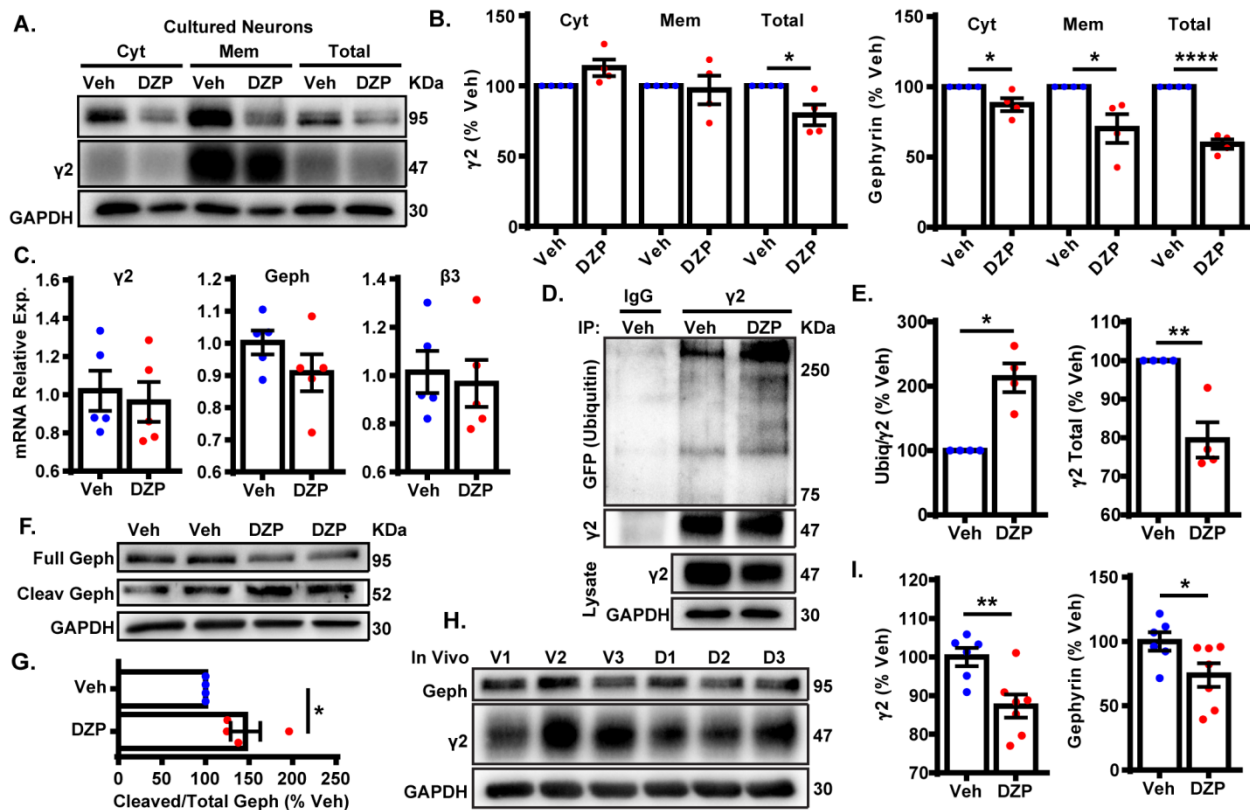 A.
Cultured Neurons
Cyt Mem Total
Veh DZP Veh DZP Veh DZP KDa
95
γ2 47
GAPDH 30
B.
Cyt Mem Total
150
100
50
0
γ2 (% Veh)
*
Veh DZP Veh DZP Veh DZP
Cyt Mem Total
150
100
50
0
Gephyrin (% Veh)
* * ****
Veh DZP Veh DZP Veh DZP
C.
mRNA Relative Exp.
γ2
1.6
1.4
1.2
1.0
0.8
0.6
Veh DZP
Geph
1.2
1.1
1.0
0.9
0.8
0.7
0.6
Veh DZP
β3
1.4
1.2
1.0
0.8
0.6
Veh DZP
D.
IgG γ2
IP: Veh Veh DZP KDa
GFP (Ubiquitin)
250
75
γ2 47
Lysate
γ2 47
GAPDH 30
E.
300
200
100
0
Ubiq/γ2 (% Veh)
*
Veh DZP
110
100
90
80
70
60
γ2 Total (% Veh)
**
Veh DZP
F.
Veh Veh DZP DZP KDa
Full Geph 95
Cleav Geph 52
GAPDH 30
G.
Veh
DZP
*
0 50 100 150 200 250
Cleaved/Total Geph (% Veh)
H.
In Vivo V1 V2 V3 D1 D2 D3
Geph 95
γ2 47
GAPDH 30
I.
120
110
100
90
80
70
γ2 (% Veh)
**
Veh DZP
150
100
50
0
Gephyrin (% Veh)
*
Veh DZP